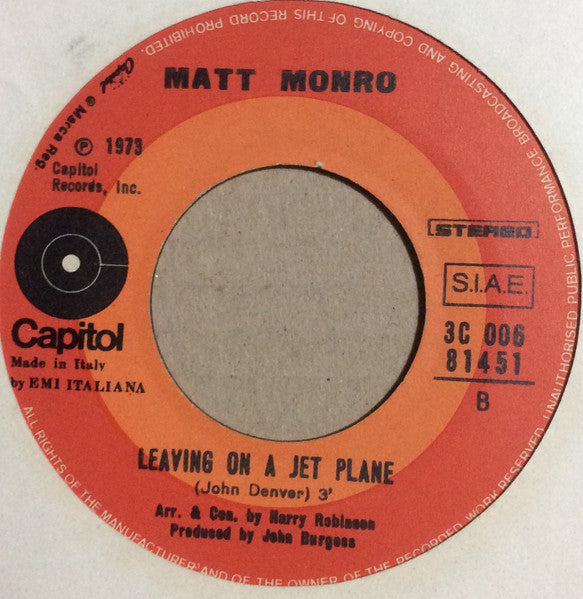 MATT MONRO
℗ 1973
Capitol
Records, Inc.
STEREO
S.I.A.E.
3C 006
81451
B
Capitol
Made in Italy
by EMI ITALIANA
LEAVING ON A JET PLANE
(John Denver) 3'
Arr. & Con. by Harry Robinson
Produced by John Burgess
ALL RIGHTS OF THE MANUFACTURER AND OF THE OWNER OF THE RECORDED WORK RESERVED. UNAUTHORISED PUBLIC PERFORMANCE BROADCASTING AND COPYING OF THIS RECORD PROHIBITED.
Capitol ® Marca Reg.